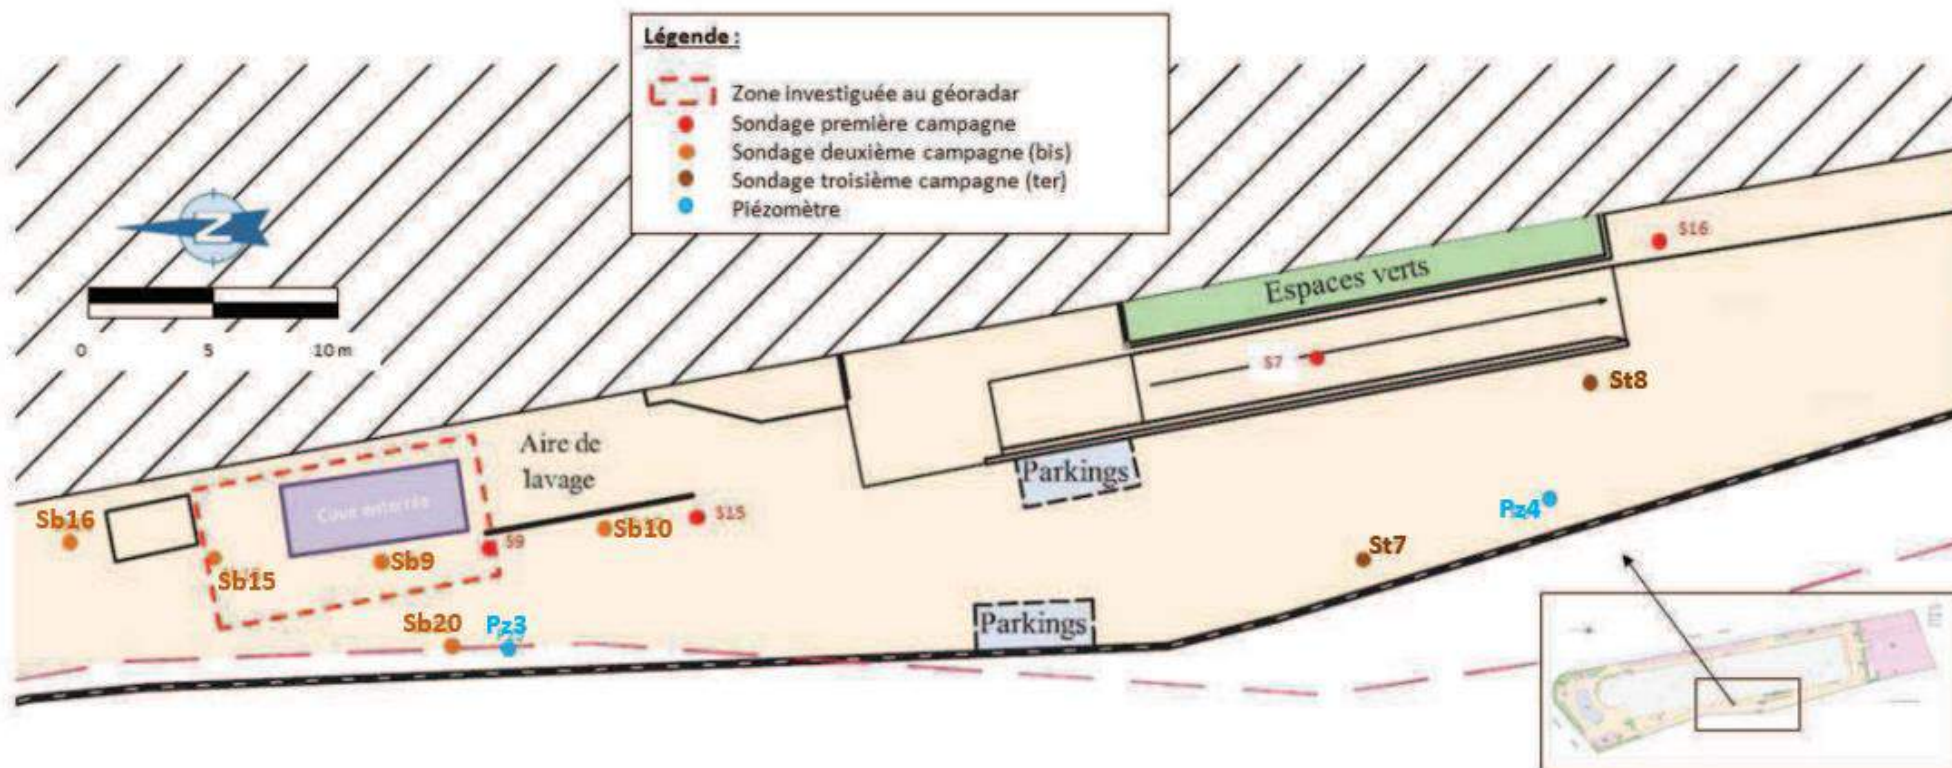 Légende :
Zone investiguée au géoradar
Sondage première campagne
Sondage deuxième campagne (bis)
Sondage troisième campagne (ter)
Piézomètre
N
0 5 10 m
S16
Espaces verts
S7
St8
Aire de
lavage
Parkings
Cuve enterrée
Sb16
Sb10
S15
S9
Pz4
St7
Sb9
Sb15
Sb20
Pz3
Parkings